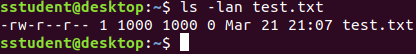 sstudent@desktop:~$ ls -lan test.txt
-rw-r--r-- 1 1000 1000 0 Mar 21 21:07 test.txt
sstudent@desktop:~$